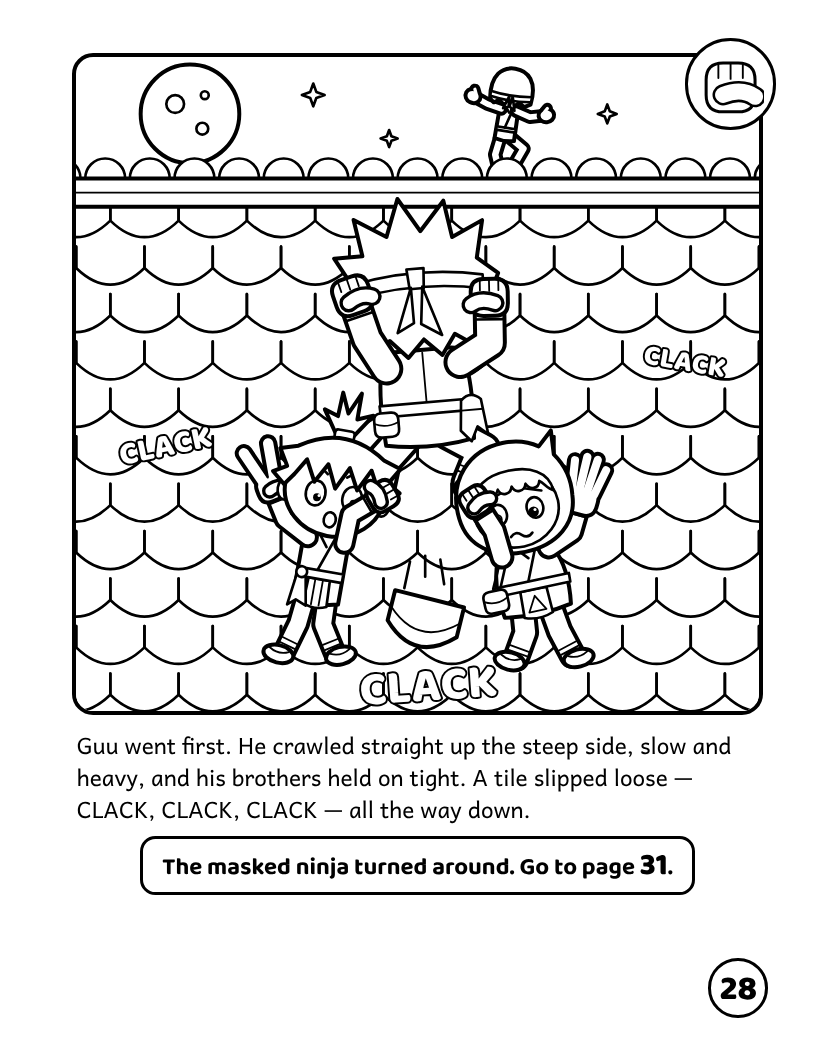 CLACK
CLACK
CLACK
Guu went first. He crawled straight up the steep side, slow and
heavy, and his brothers held on tight. A tile slipped loose —
CLACK, CLACK, CLACK — all the way down.
The masked ninja turned around. Go to page 31.
28